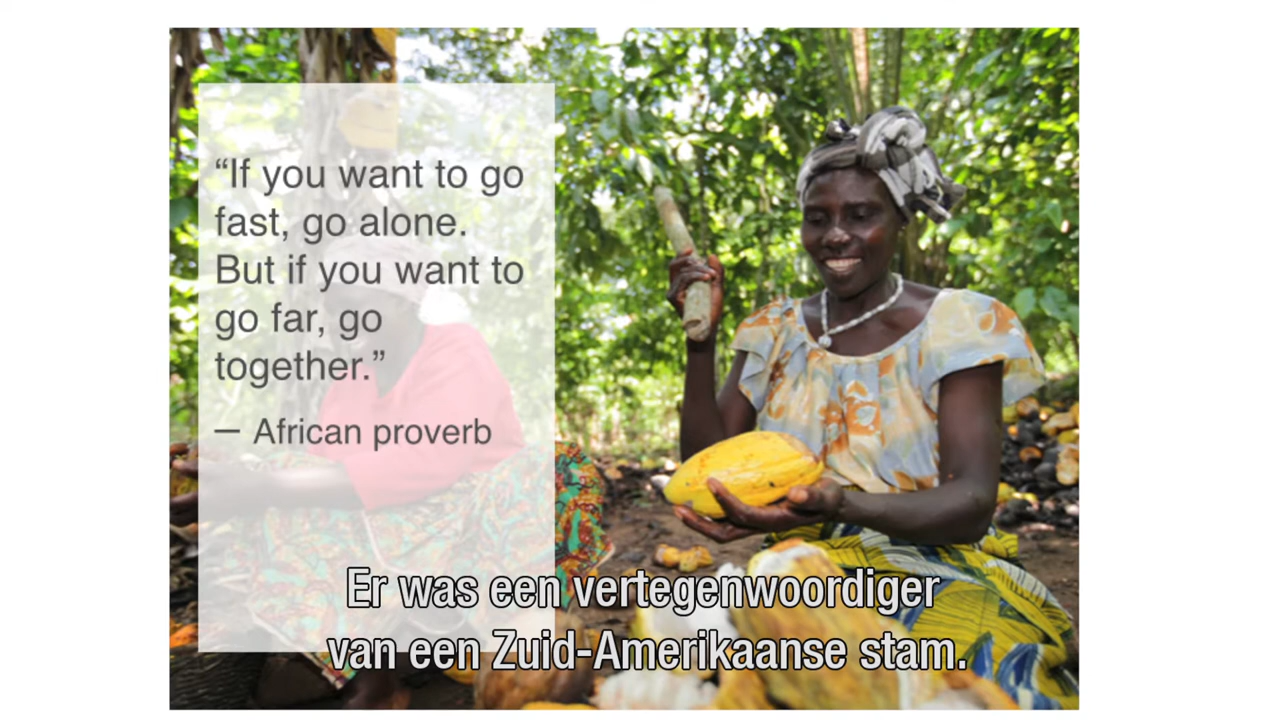 “If you want to go
fast, go alone.
But if you want to
go far, go
together.”
— African proverb
Er was een vertegenwoordiger
van een Zuid-Amerikaanse stam.